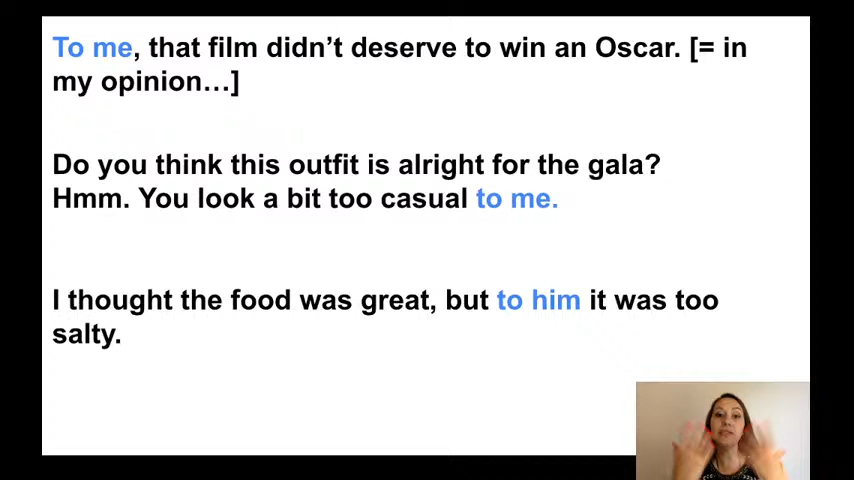 To me, that film didn’t deserve to win an Oscar. [= in
my opinion…]
Do you think this outfit is alright for the gala?
Hmm. You look a bit too casual to me.
I thought the food was great, but to him it was too
salty.